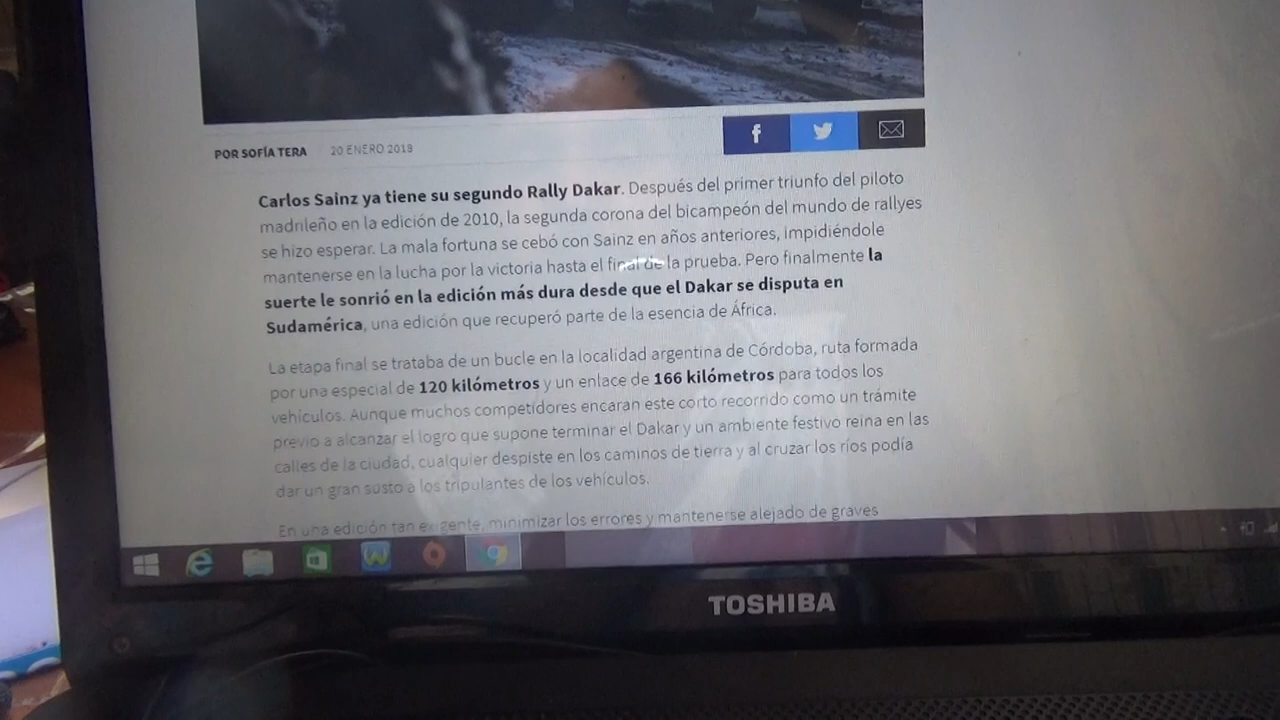 POR SOFÍA TERA 20 ENERO 2018
Carlos Sainz ya tiene su segundo Rally Dakar. Después del primer triunfo del piloto
madrileño en la edición de 2010, la segunda corona del bicampeón del mundo de rallyes
se hizo esperar. La mala fortuna se cebó con Sainz en años anteriores, impidiéndole
mantenerse en la lucha por la victoria hasta el final de la prueba. Pero finalmente la
suerte le sonrió en la edición más dura desde que el Dakar se disputa en
Sudamérica, una edición que recuperó parte de la esencia de África.
La etapa final se trataba de un bucle en la localidad argentina de Córdoba, ruta formada
por una especial de 120 kilómetros y un enlace de 166 kilómetros para todos los
vehículos. Aunque muchos competidores encaran este corto recorrido como un trámite
previo a alcanzar el logro que supone terminar el Dakar y un ambiente festivo reina en las
calles de la ciudad, cualquier despiste en los caminos de tierra y al cruzar los ríos podía
dar un gran susto a los tripulantes de los vehículos.
En una edición tan exigente, minimizar los errores y mantenerse alejado de graves
TOSHIBA